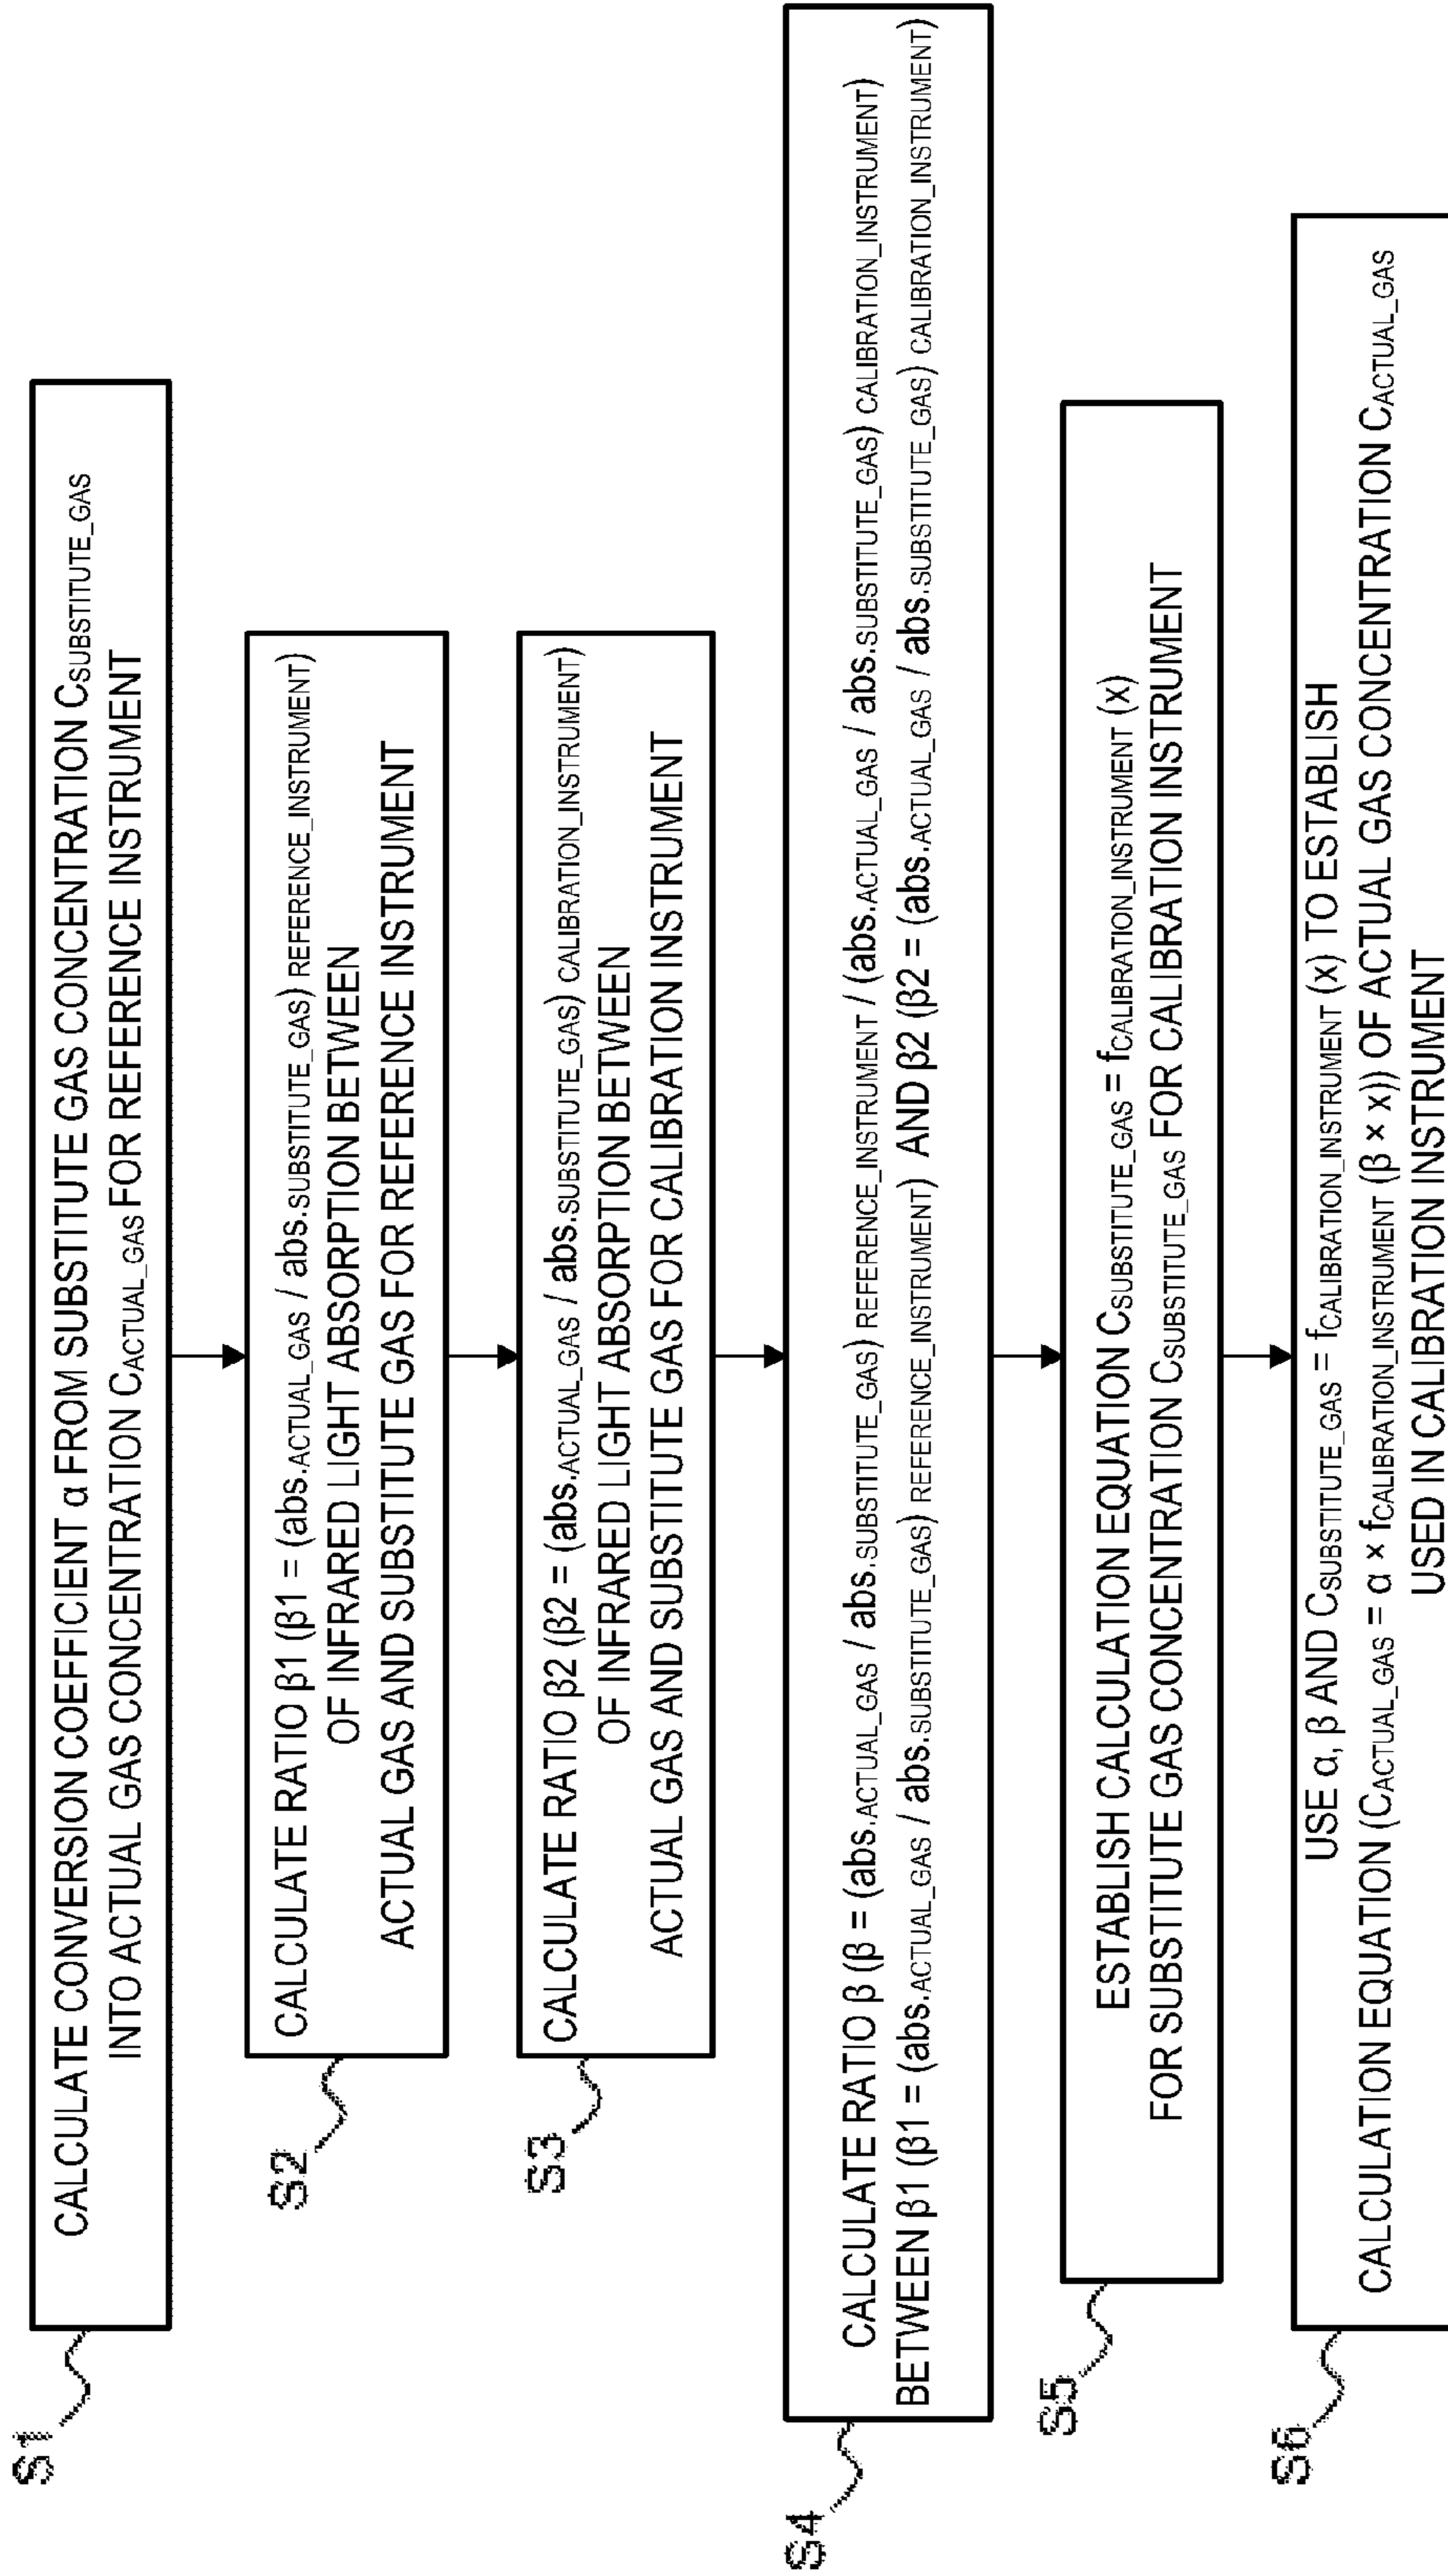 S1
CALCULATE CONVERSION COEFFICIENT α FROM SUBSTITUTE GAS CONCENTRATION CSUBSTITUTE_GAS
INTO ACTUAL GAS CONCENTRATION CACTUAL_GAS FOR REFERENCE INSTRUMENT
S2
CALCULATE RATIO β1 (β1 = (abs.ACTUAL_GAS / abs.SUBSTITUTE_GAS) REFERENCE_INSTRUMENT)
OF INFRARED LIGHT ABSORPTION BETWEEN
ACTUAL GAS AND SUBSTITUTE GAS FOR REFERENCE INSTRUMENT
S3
CALCULATE RATIO β2 (β2 = (abs.ACTUAL_GAS / abs.SUBSTITUTE_GAS) CALIBRATION_INSTRUMENT)
OF INFRARED LIGHT ABSORPTION BETWEEN
ACTUAL GAS AND SUBSTITUTE GAS FOR CALIBRATION INSTRUMENT
S4
CALCULATE RATIO β (β = (abs.ACTUAL_GAS / abs.SUBSTITUTE_GAS) REFERENCE_INSTRUMENT / (abs.ACTUAL_GAS / abs.SUBSTITUTE_GAS) CALIBRATION_INSTRUMENT)
BETWEEN β1 (β1 = (abs.ACTUAL_GAS / abs.SUBSTITUTE_GAS) REFERENCE_INSTRUMENT) AND β2 (β2 = (abs.ACTUAL_GAS / abs.SUBSTITUTE_GAS) CALIBRATION_INSTRUMENT)
S5
ESTABLISH CALCULATION EQUATION CSUBSTITUTE_GAS = fCALIBRATION_INSTRUMENT (x)
FOR SUBSTITUTE GAS CONCENTRATION CSUBSTITUTE_GAS FOR CALIBRATION INSTRUMENT
S6
USE α, β AND CSUBSTITUTE_GAS = fCALIBRATION_INSTRUMENT (x) TO ESTABLISH
CALCULATION EQUATION (CACTUAL_GAS = α × fCALIBRATION_INSTRUMENT (β × x)) OF ACTUAL GAS CONCENTRATION CACTUAL_GAS
USED IN CALIBRATION INSTRUMENT